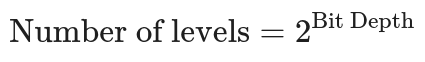 Number of levels = 2^Bit Depth